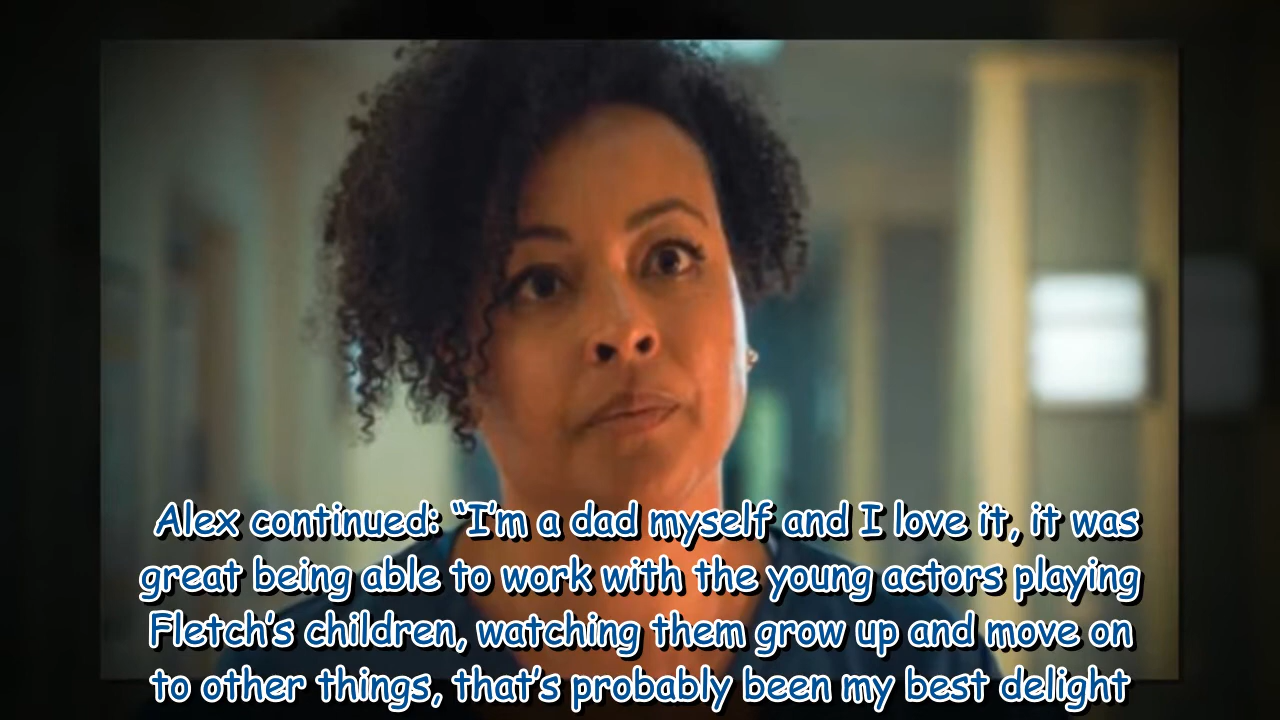 Alex continued: “I’m a dad myself and I love it, it was
great being able to work with the young actors playing
Fletch’s children, watching them grow up and move on
to other things, that’s probably been my best delight